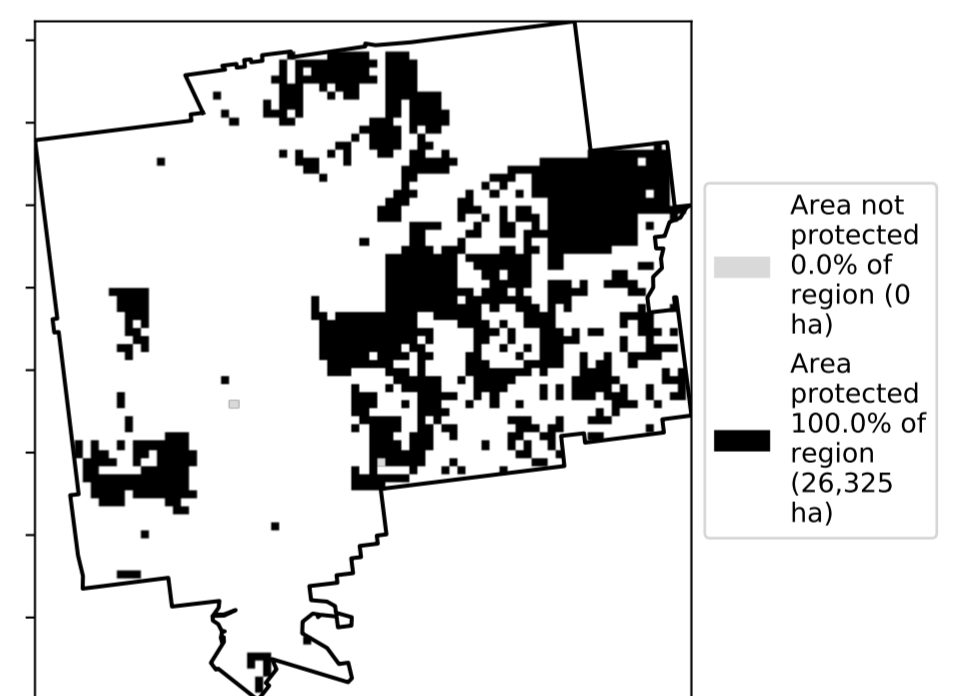 Area not
protected
0.0% of
region (0
ha)
Area
protected
100.0% of
region
(26,325
ha)